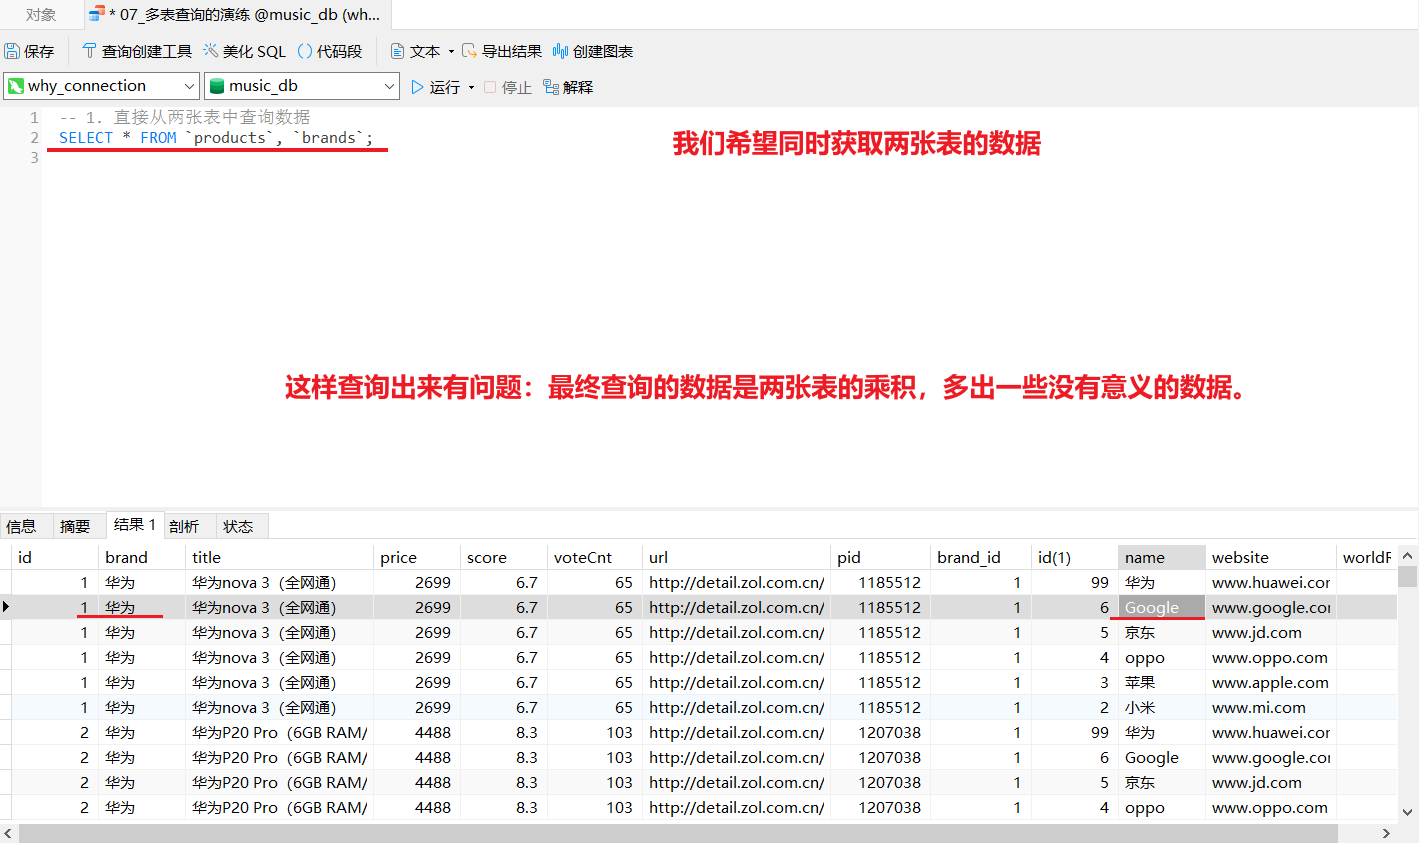 对象 * 07_多表查询的演练 @music_db (wh...
保存 查询创建工具 美化 SQL () 代码段 文本 导出结果 创建图表
why_connection music_db 运行 停止 解释
1 -- 1. 直接从两张表中查询数据
2 SELECT * FROM `products`, `brands`;
3
我们希望同时获取两张表的数据
这样查询出来有问题：最终查询的数据是两张表的乘积，多出一些没有意义的数据。
信息 摘要 结果 1 剖析 状态
id brand title price score voteCnt url pid brand_id id(1) name website worldR
1 华为 华为nova 3（全网通） 2699 6.7 65 http://detail.zol.com.cn/ 1185512 1 99 华为 www.huawei.cor
1 华为 华为nova 3（全网通） 2699 6.7 65 http://detail.zol.com.cn/ 1185512 1 6 Google www.google.cor
1 华为 华为nova 3（全网通） 2699 6.7 65 http://detail.zol.com.cn/ 1185512 1 5 京东 www.jd.com
1 华为 华为nova 3（全网通） 2699 6.7 65 http://detail.zol.com.cn/ 1185512 1 4 oppo www.oppo.com
1 华为 华为nova 3（全网通） 2699 6.7 65 http://detail.zol.com.cn/ 1185512 1 3 苹果 www.apple.com
1 华为 华为nova 3（全网通） 2699 6.7 65 http://detail.zol.com.cn/ 1185512 1 2 小米 www.mi.com
2 华为 华为P20 Pro（6GB RAM/ 4488 8.3 103 http://detail.zol.com.cn/ 1207038 1 99 华为 www.huawei.cor
2 华为 华为P20 Pro（6GB RAM/ 4488 8.3 103 http://detail.zol.com.cn/ 1207038 1 6 Google www.google.cor
2 华为 华为P20 Pro（6GB RAM/ 4488 8.3 103 http://detail.zol.com.cn/ 1207038 1 5 京东 www.jd.com
2 华为 华为P20 Pro（6GB RAM/ 4488 8.3 103 http://detail.zol.com.cn/ 1207038 1 4 oppo www.oppo.com